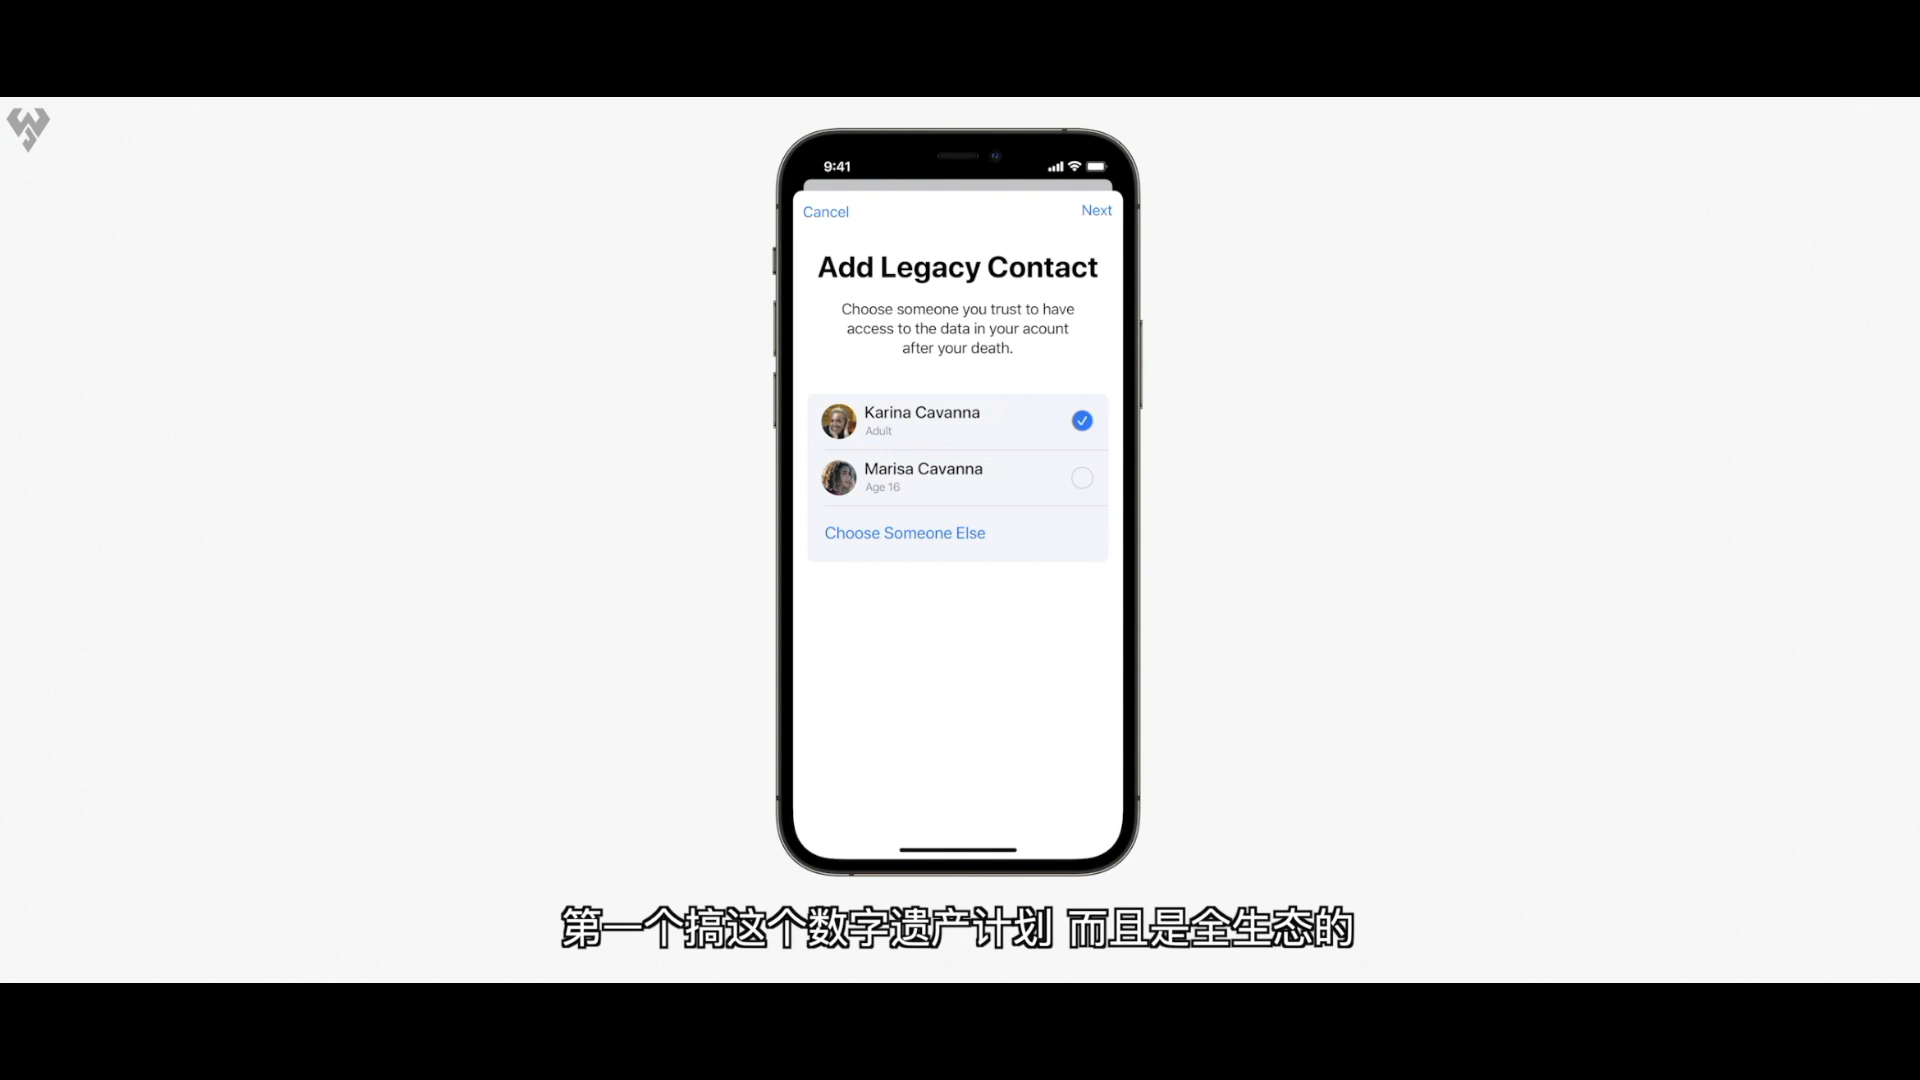 9:41
Cancel
Next
Add Legacy Contact
Choose someone you trust to have
access to the data in your acount
after your death.
Karina Cavanna
Adult
Marisa Cavanna
Age 16
Choose Someone Else
第一个搞这个数字遗产计划 而且是全生态的